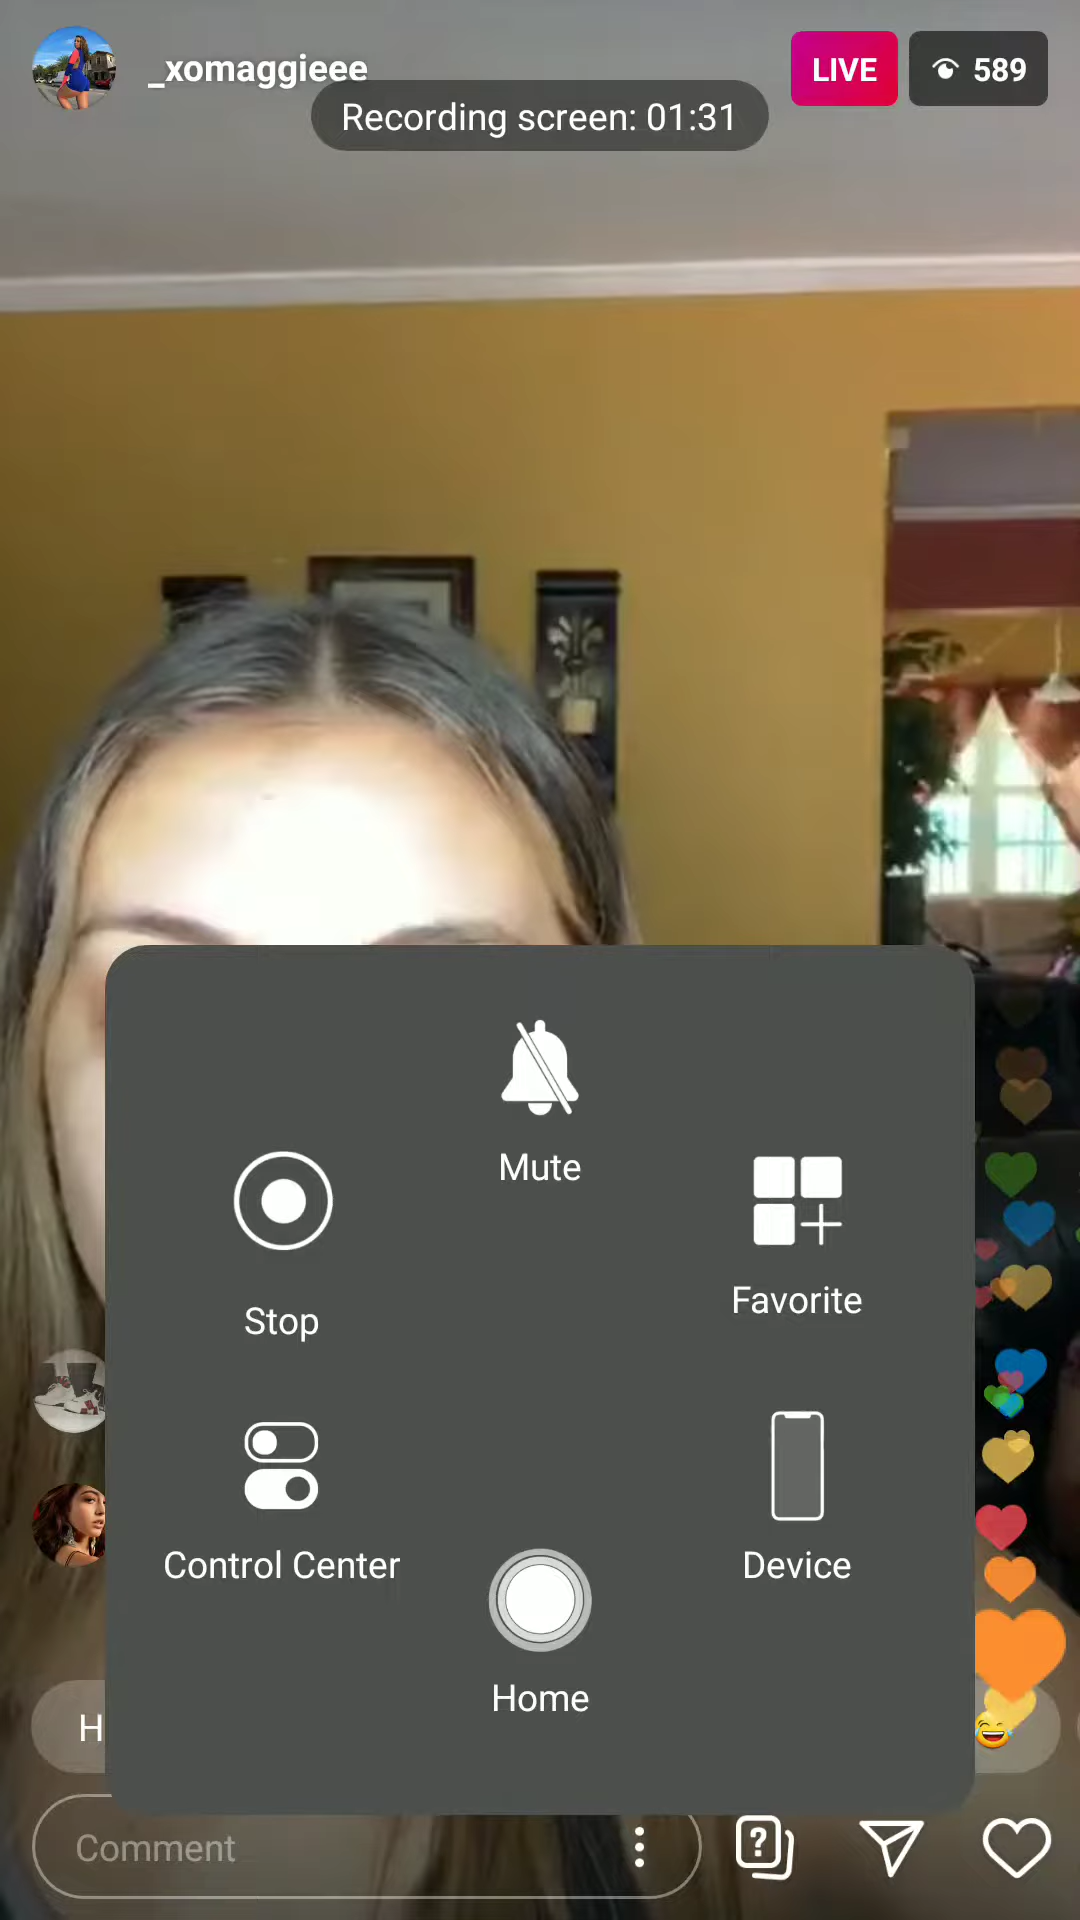 _xomaggieee
LIVE
589
Recording screen: 01:31
Mute
Stop
Favorite
Control Center
Device
Home
H
Comment